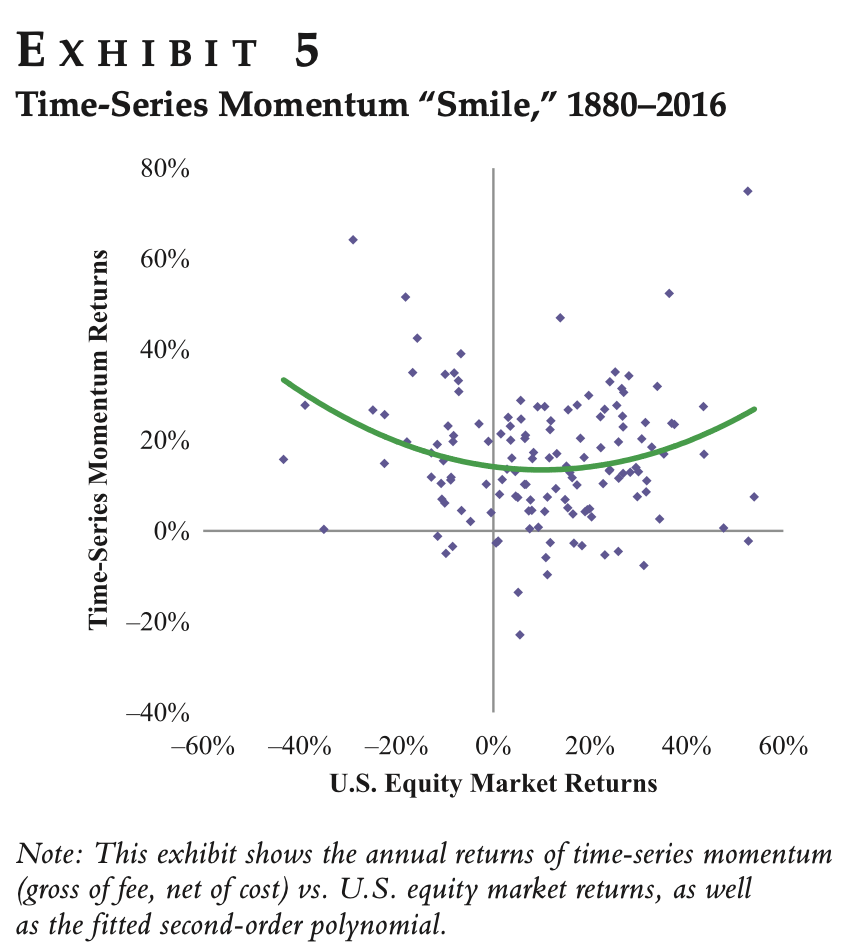 EXHIBIT 5
Time-Series Momentum “Smile,” 1880–2016
80%
60%
40%
20%
0%
–20%
–40%
Time-Series Momentum Returns
–60% –40% –20% 0% 20% 40% 60%
U.S. Equity Market Returns
Note: This exhibit shows the annual returns of time-series momentum
(gross of fee, net of cost) vs. U.S. equity market returns, as well
as the fitted second-order polynomial.